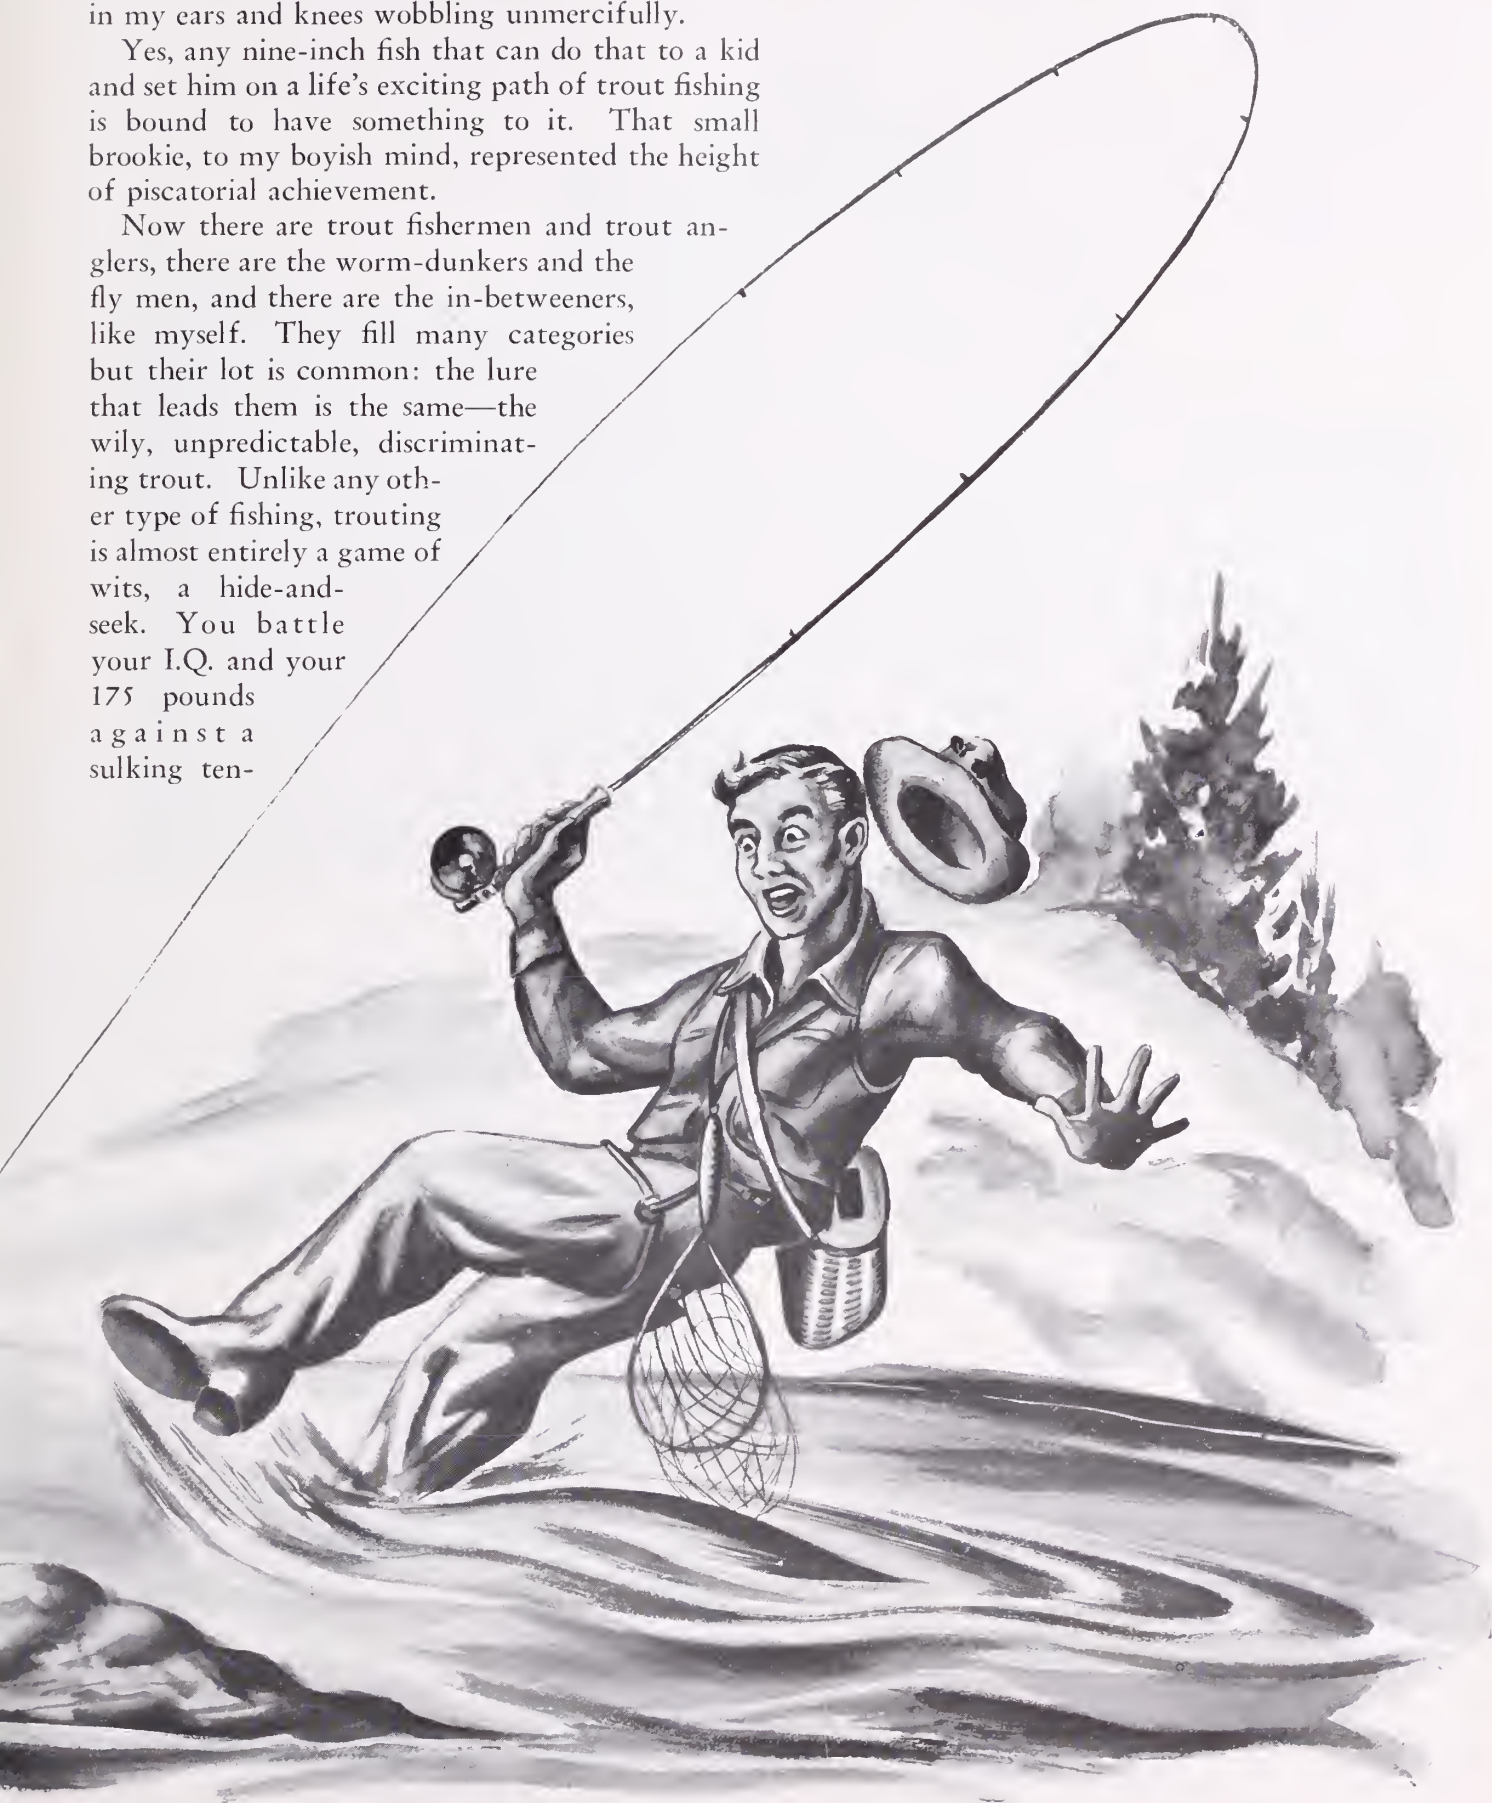 in my ears and knees wobbling unmercifully.
Yes, any nine-inch fish that can do that to a kid
and set him on a life's exciting path of trout fishing
is bound to have something to it. That small
brookie, to my boyish mind, represented the height
of piscatorial achievement.
Now there are trout fishermen and trout an-
glers, there are the worm-dunkers and the
fly men, and there are the in-betweeners,
like myself. They fill many categories
but their lot is common: the lure
that leads them is the same—the
wily, unpredictable, discriminat-
ing trout. Unlike any oth-
er type of fishing, trouting
is almost entirely a game of
wits, a hide-and-
seek. You battle
your I.Q. and your
175 pounds
against a
sulking ten-